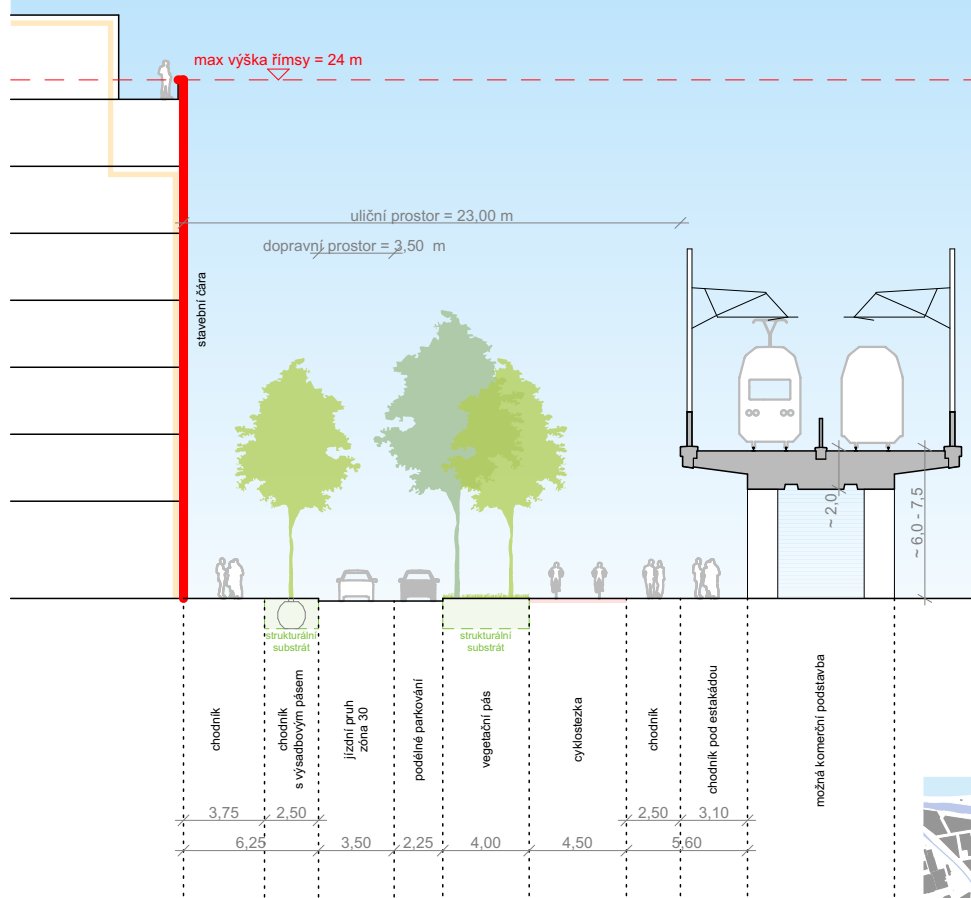 max výška římsy = 24 m
uliční prostor = 23,00 m
dopravní prostor = 3,50 m
stavební čára
~ 2,0
~ 6,0 - 7,5
strukturální
substrát
strukturální
substrát
chodník
chodník
s výsadbovým pásem
jízdní pruh
zóna 30
podélné parkování
vegetační pás
cyklostezka
chodník
chodník pod estakádou
možná komerční podstavba
3,75
2,50
2,50
3,10
6,25
3,50
2,25
4,00
4,50
5,60